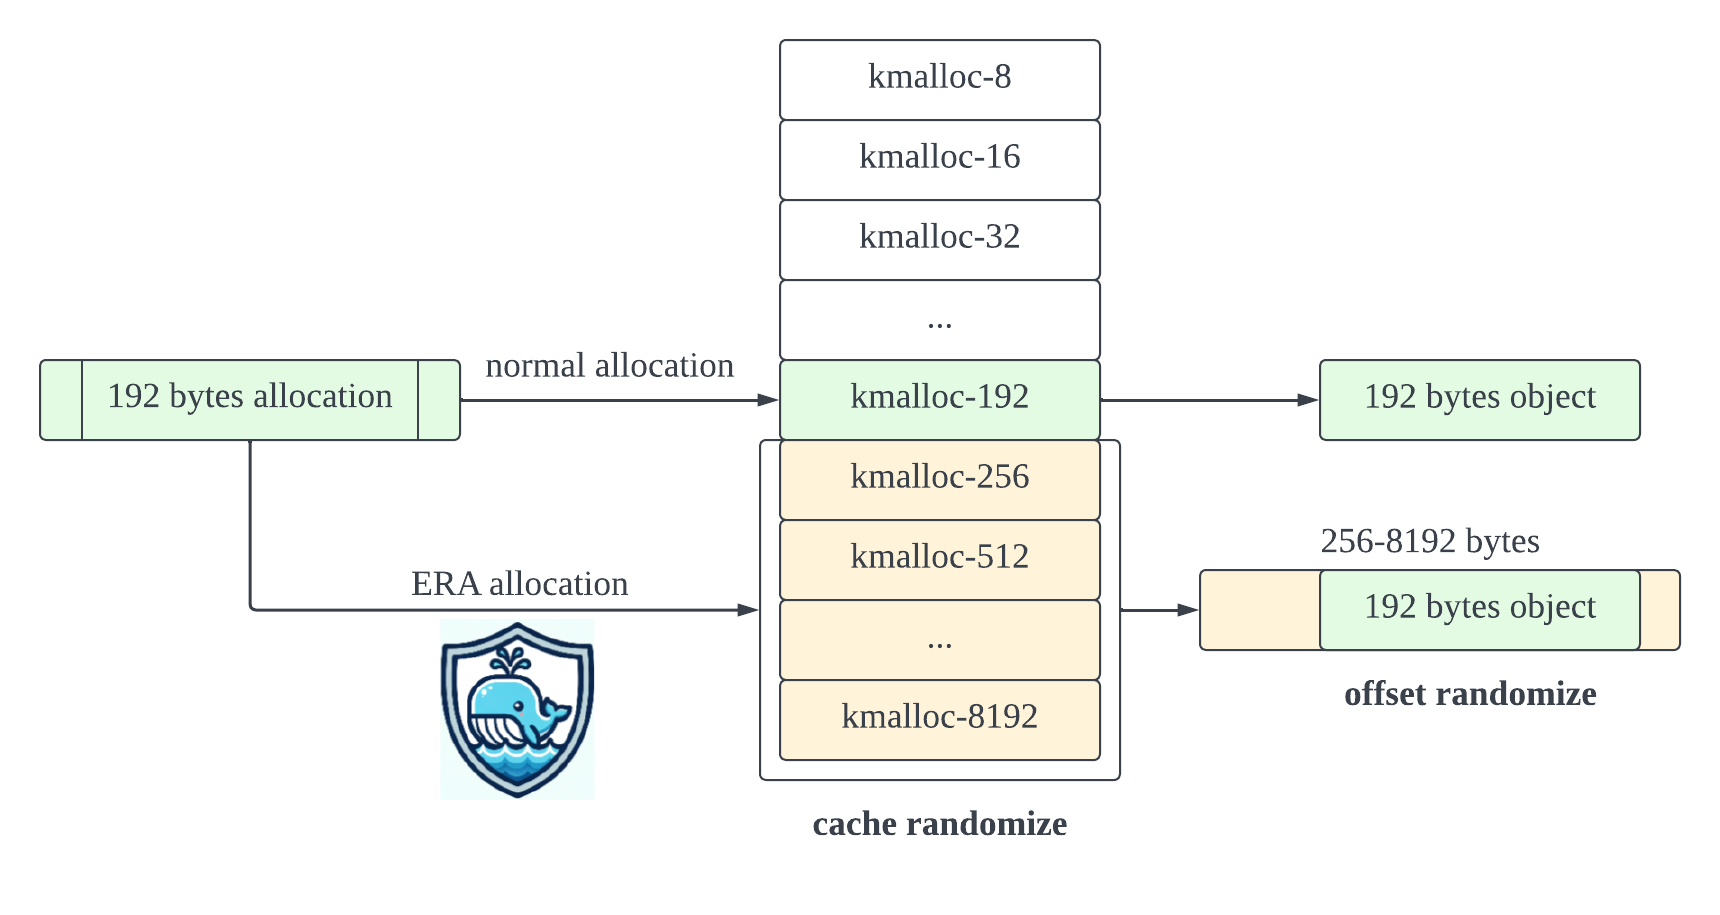 kmalloc-8
kmalloc-16
kmalloc-32
...
192 bytes allocation
normal allocation
kmalloc-192
192 bytes object
kmalloc-256
kmalloc-512
...
kmalloc-8192
ERA allocation
cache randomize
256-8192 bytes
192 bytes object
offset randomize